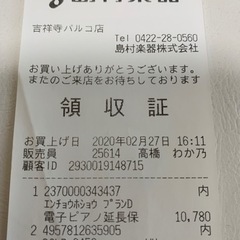 吉祥寺パルコ店
Tel 0422-28-0560
島村楽器株式会社
お買い上げありがとうございます。
またのご来店をお待ちしております
領収証
お買上げ日 2020年02月27日 16:11
販売員 25614 高橋 わか乃
顧客ID 2930019148715
1 2370000343437 内
エンチョウホショウ プランD
電子ピアノ延長保 10,780
2 4957812635905 内